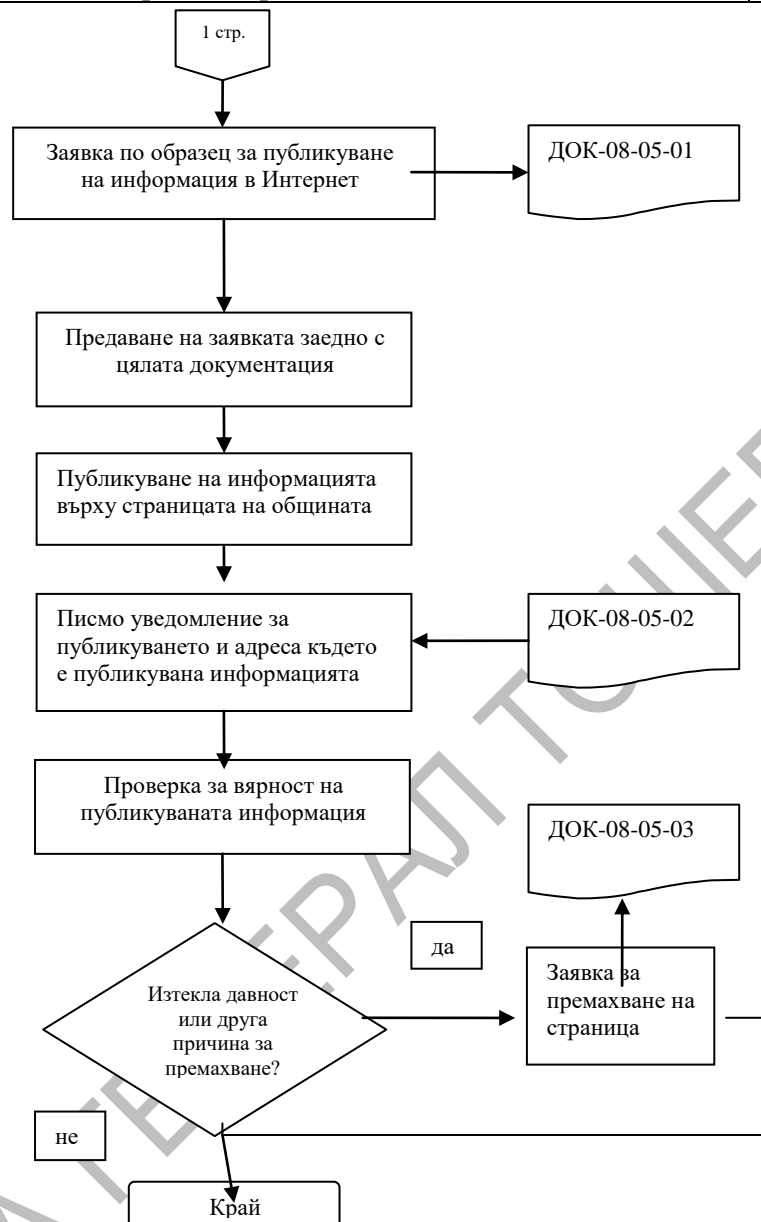 1 стр.
Заявка по образец за публикуване
на информация в Интернет
ДОК-08-05-01
Предаване на заявката заедно с
цялата документация
Публикуване на информацията
върху страницата на общината
Писмо уведомление за
публикуването и адреса където
е публикувана информацията
ДОК-08-05-02
Проверка за вярност на
публикуваната информация
ДОК-08-05-03
да
Изтекла давност
или друга
причина за
премахване?
Заявка за
премахване на
страница
не
Край